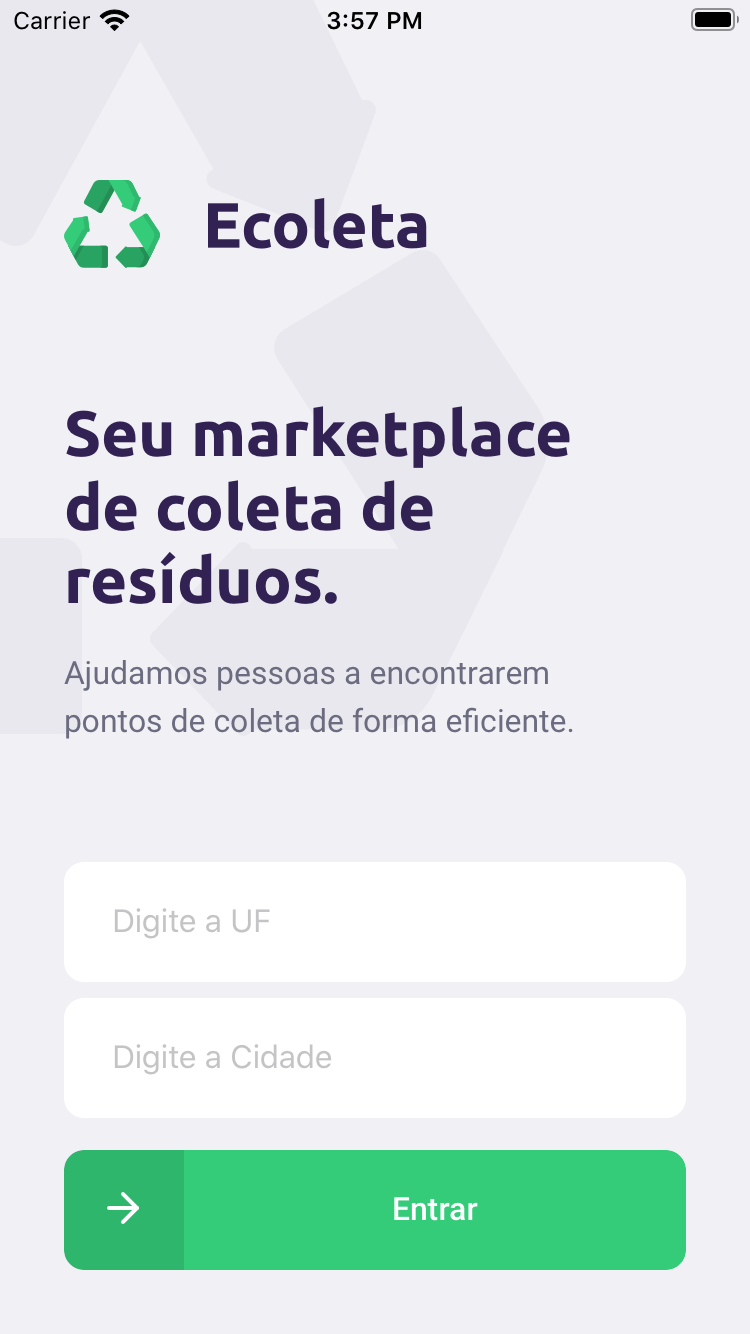 Carrier 3:57 PM
Ecoleta
Seu marketplace
de coleta de
resíduos.
Ajudamos pessoas a encontrarem
pontos de coleta de forma eficiente.
Digite a UF
Digite a Cidade
Entrar